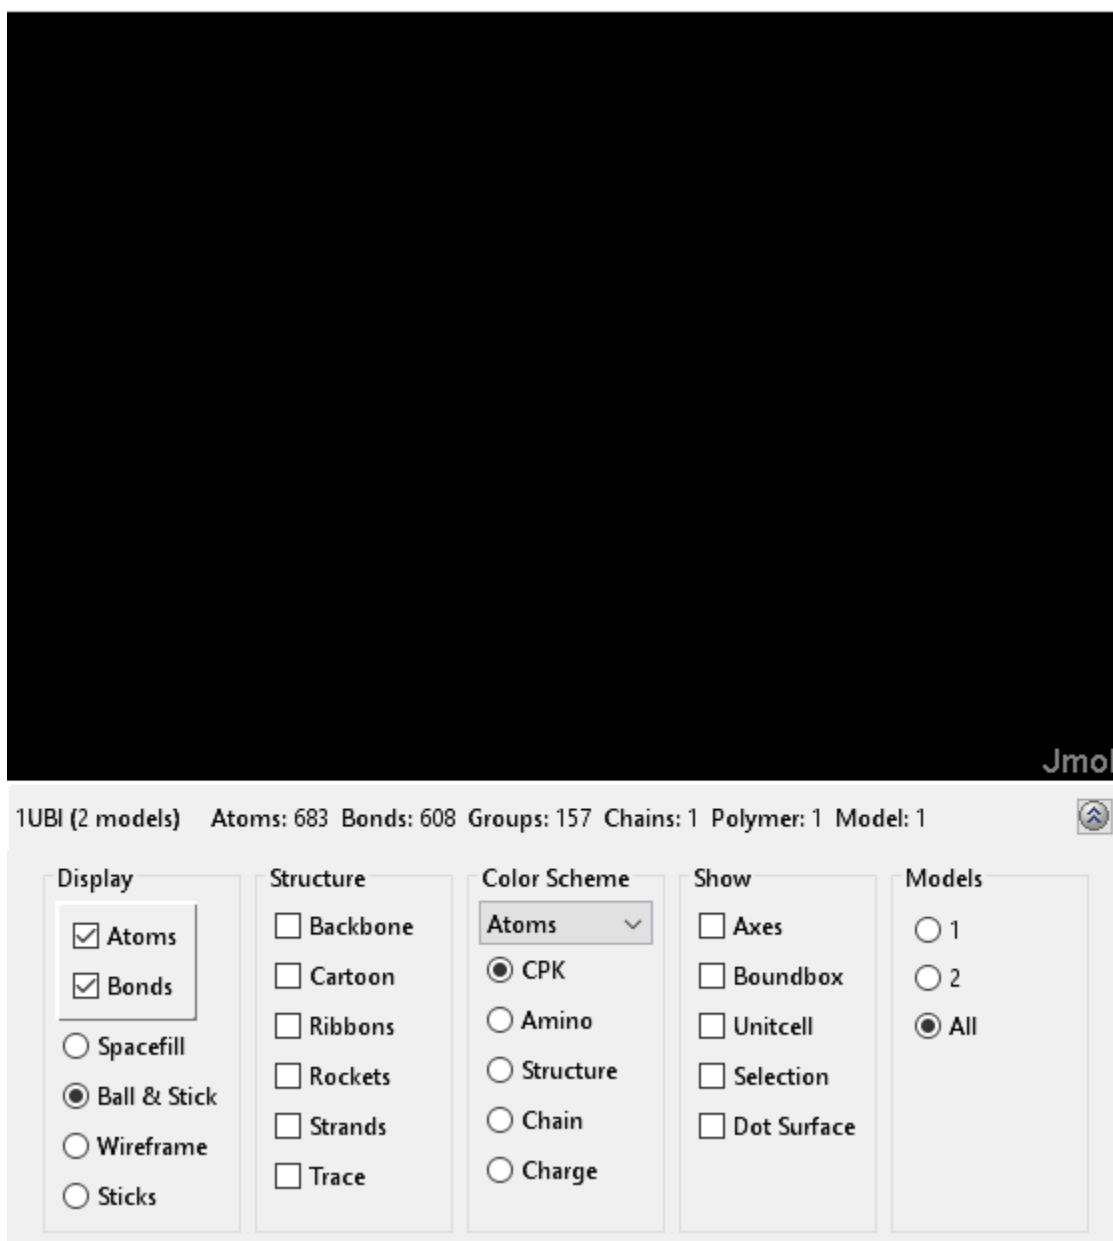 Jmol
1UBI (2 models) Atoms: 683 Bonds: 608 Groups: 157 Chains: 1 Polymer: 1 Model: 1
Display
Atoms
Bonds
Spacefill
Ball & Stick
Wireframe
Sticks
Structure
Backbone
Cartoon
Ribbons
Rockets
Strands
Trace
Color Scheme
Atoms
CPK
Amino
Structure
Chain
Charge
Show
Axes
Boundbox
Unitcell
Selection
Dot Surface
Models
1
2
All